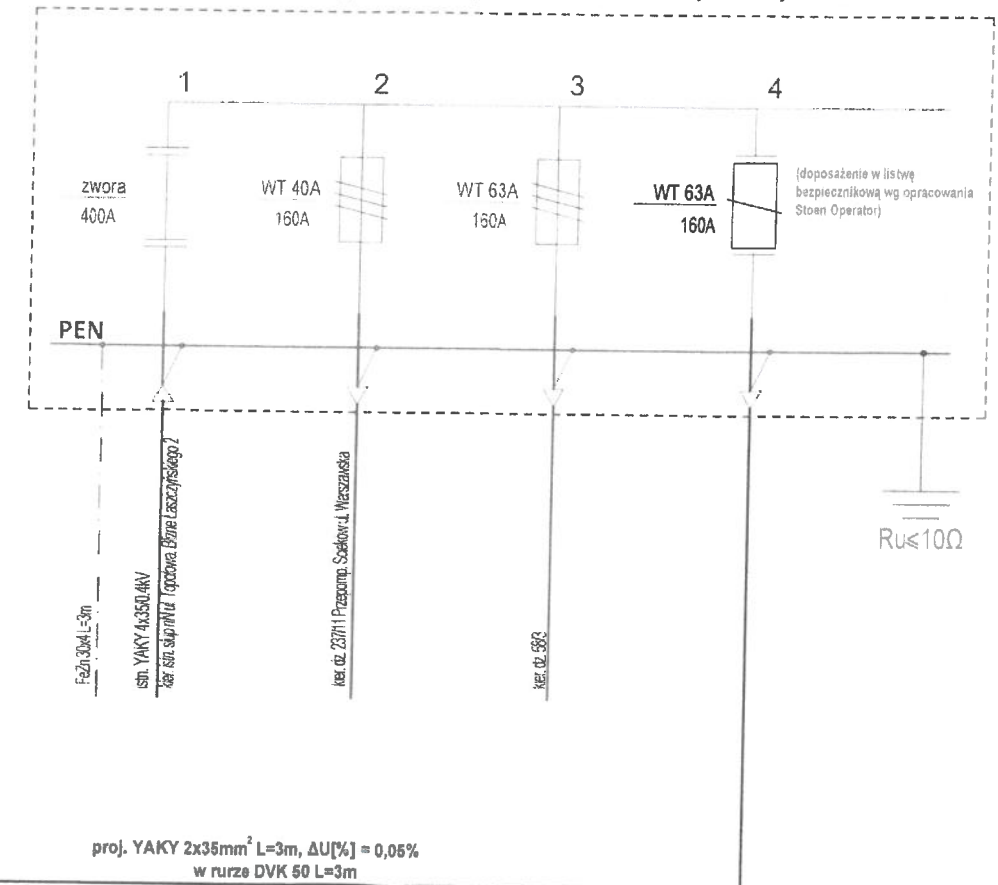 1
2
3
4
zwora
400A
WT 40A
160A
WT 63A
160A
WT 63A
160A
(doposażenie w listwę
bezpiecznikową wg opracowania
Stoen Operator)
PEN
FeZn 30x4 L=3m
istn. YAKY 4x35/0.4kV
kier. istn. słup nN ul. Topolowa Blizne Łaszczyńskiego 2
kier. dz. 237/11 Przepomp. Ścieków ul. Warszawska
kier. dz. 58/3
Ru≤10Ω
proj. YAKY 2x35mm² L=3m, ΔU[%] = 0,05%
w rurze DVK 50 L=3m